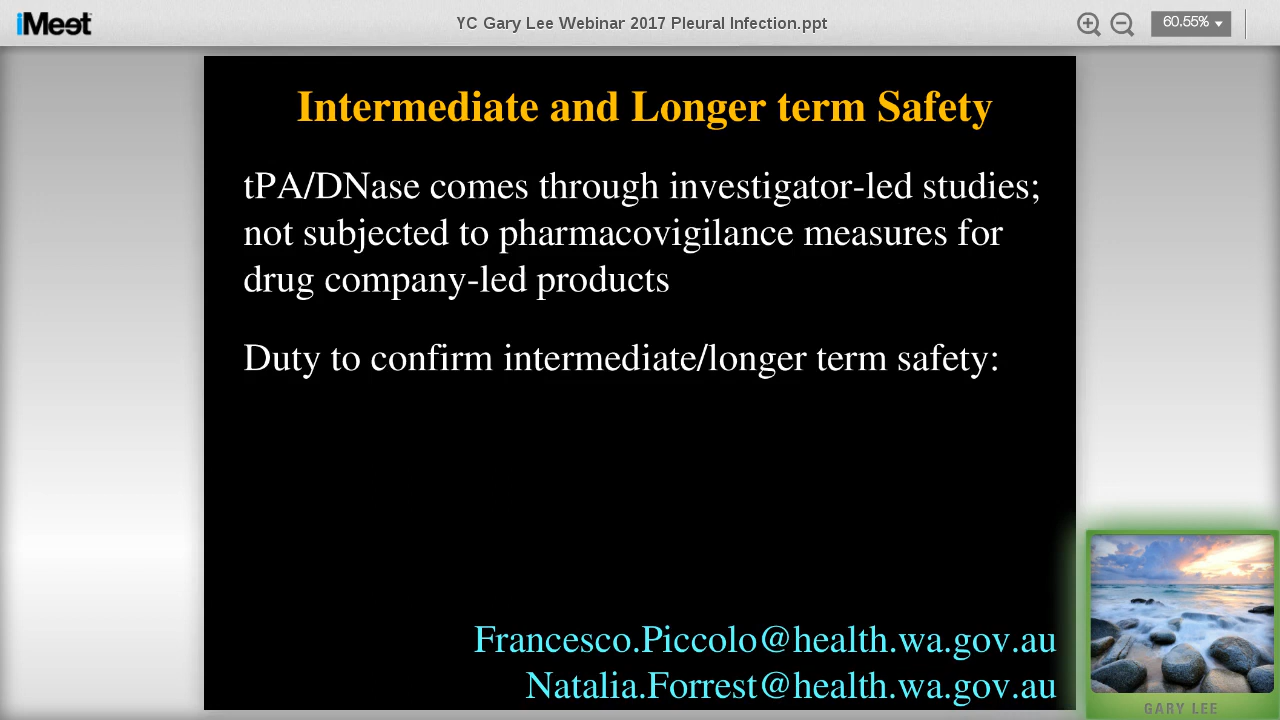 iMeet
YC Gary Lee Webinar 2017 Pleural Infection.ppt
60.55%
Intermediate and Longer term Safety
tPA/DNase comes through investigator-led studies;
not subjected to pharmacovigilance measures for
drug company-led products
Duty to confirm intermediate/longer term safety:
Francesco.Piccolo@health.wa.gov.au
Natalia.Forrest@health.wa.gov.au
GARY LEE